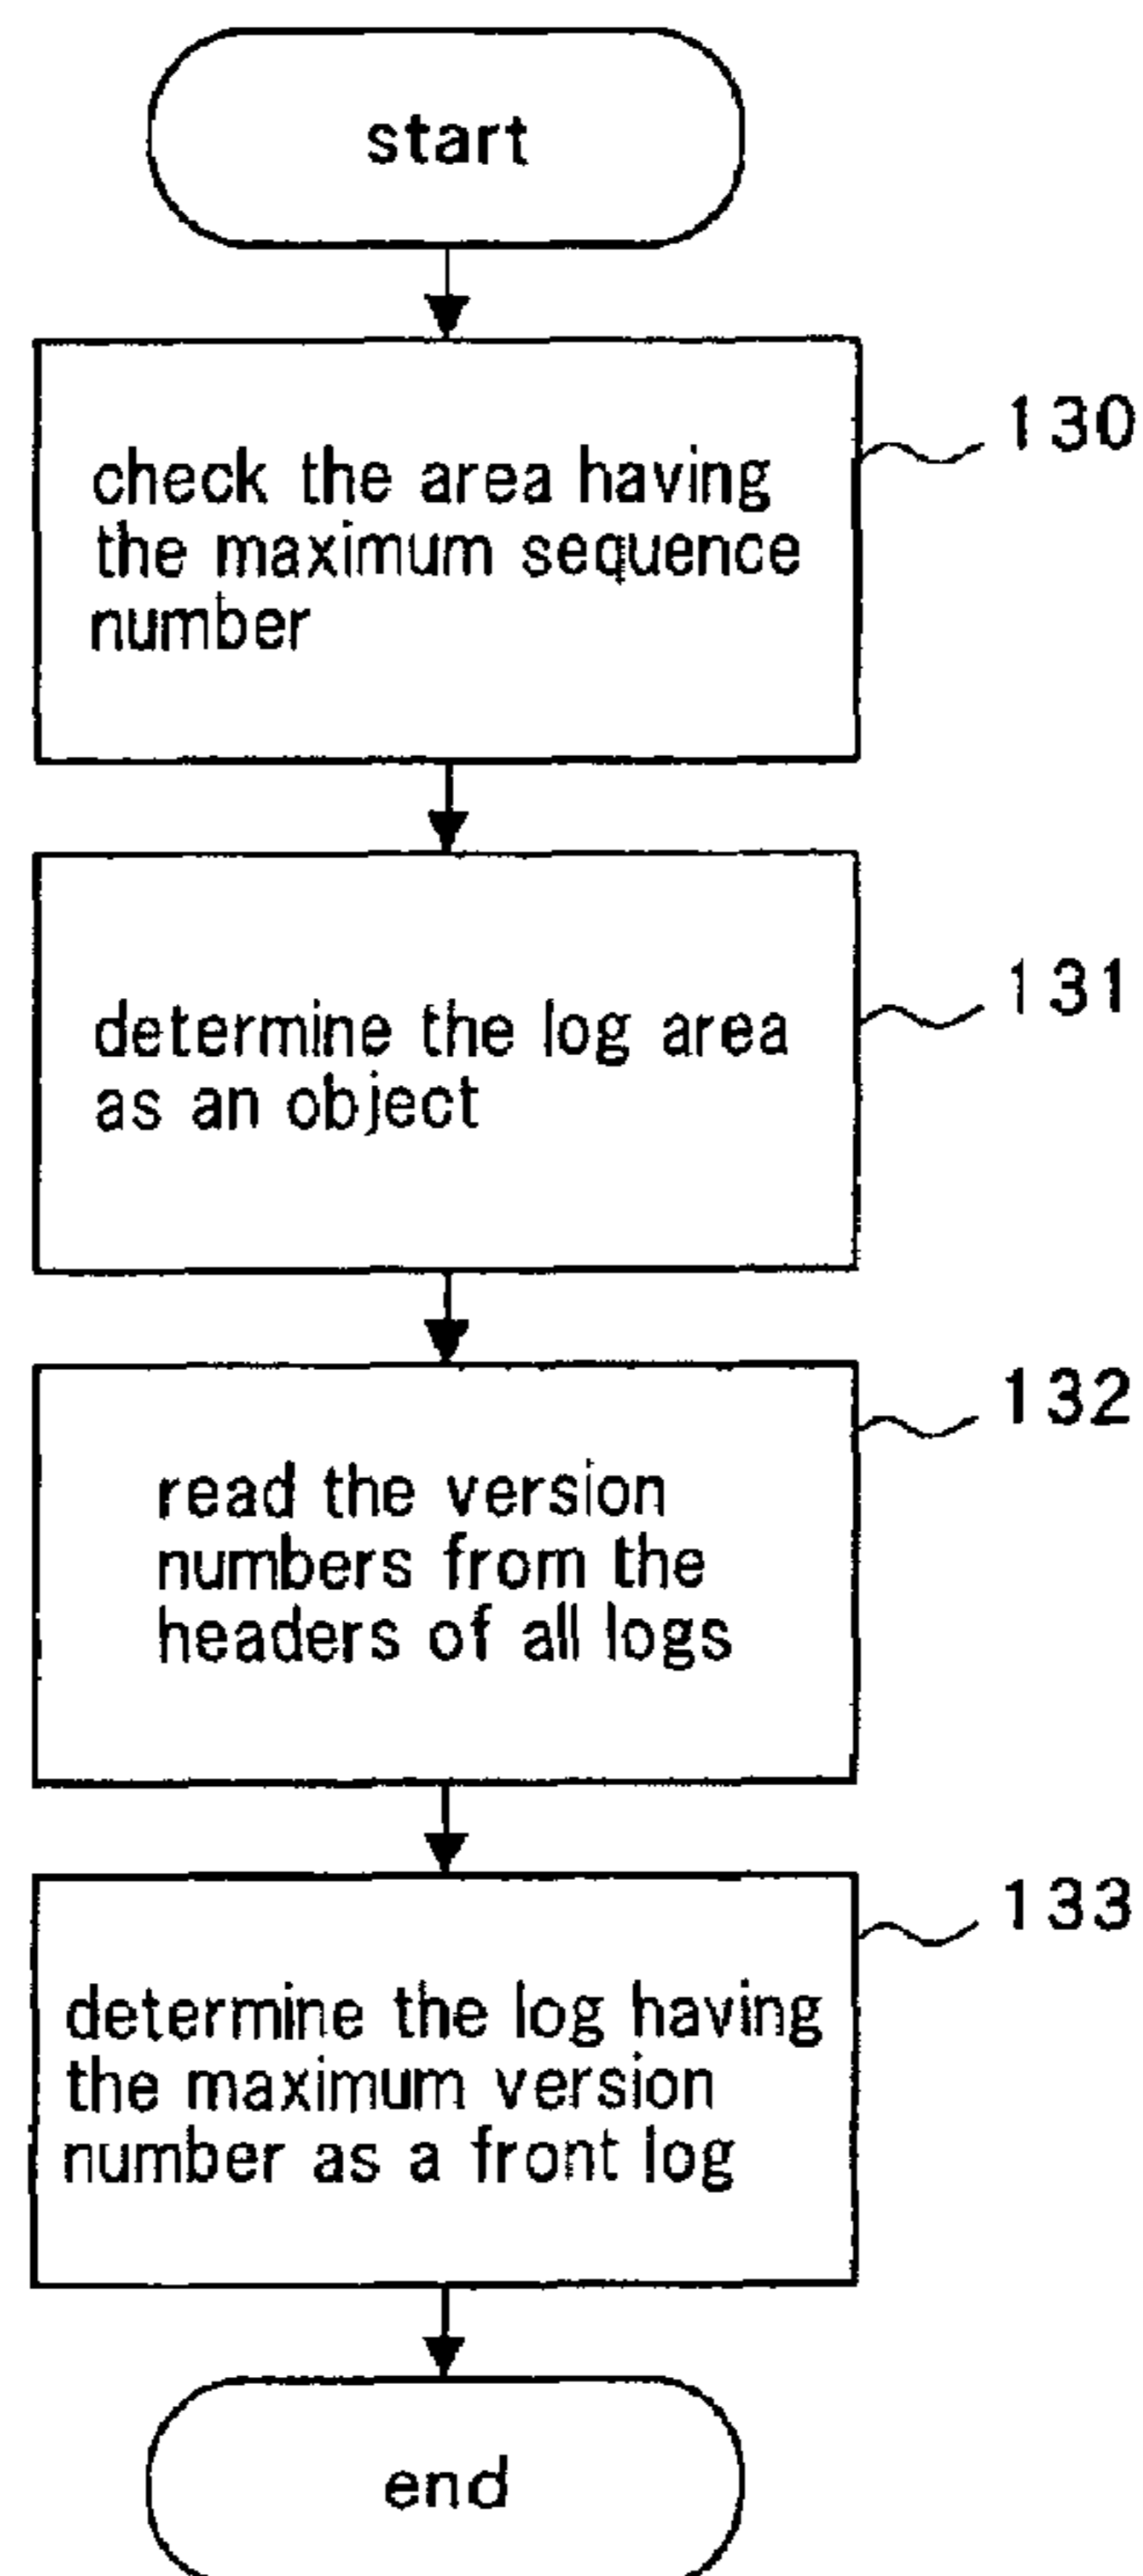 start
130
check the area having
the maximum sequence
number
131
determine the log area
as an object
132
read the version
numbers from the
headers of all logs
133
determine the log having
the maximum version
number as a front log
end